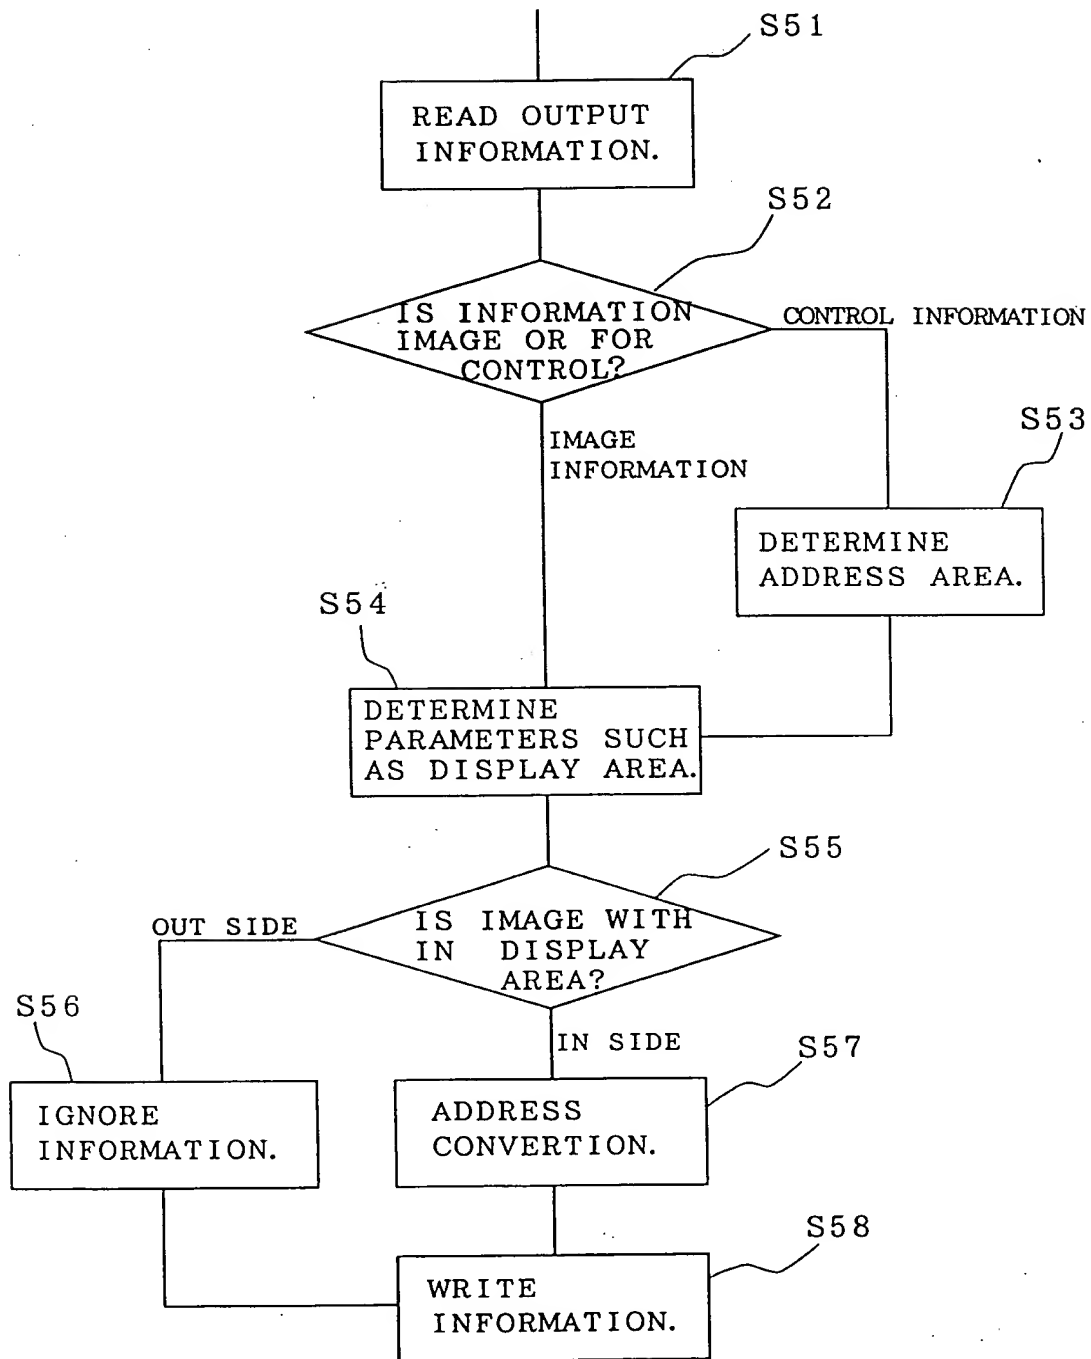 S51
READ OUTPUT
INFORMATION.
S52
IS INFORMATION
IMAGE OR FOR
CONTROL?
CONTROL INFORMATION
IMAGE
INFORMATION
S53
DETERMINE
ADDRESS AREA.
S54
DETERMINE
PARAMETERS SUCH
AS DISPLAY AREA.
S55
IS IMAGE WITH
IN DISPLAY
AREA?
OUT SIDE
IN SIDE
S56
IGNORE
INFORMATION.
S57
ADDRESS
CONVERTION.
S58
WRITE
INFORMATION.